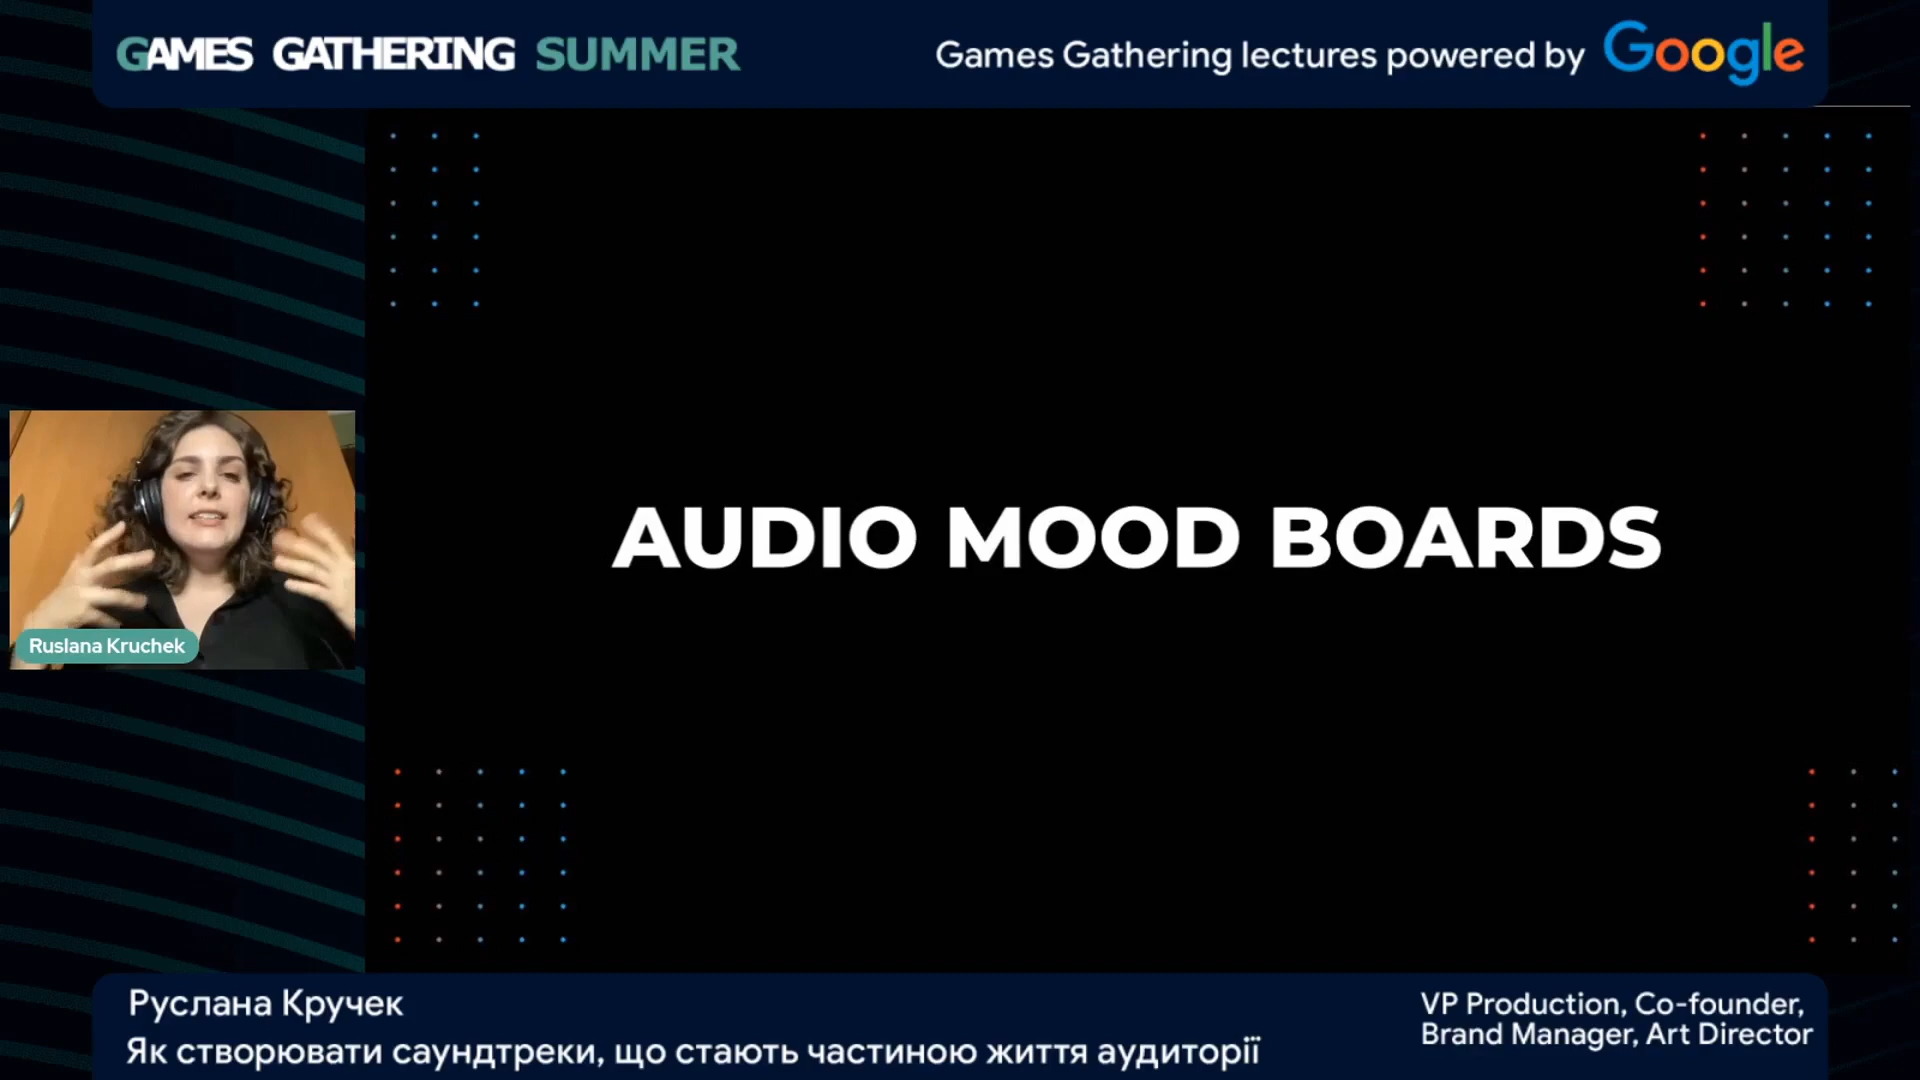 GAMES GATHERING SUMMER
Games Gathering lectures powered by Google
AUDIO MOOD BOARDS
Ruslana Kruchek
Руслана Кручек
Як створювати саундтреки, що стають частиною життя аудиторії
VP Production, Co-founder,
Brand Manager, Art Director